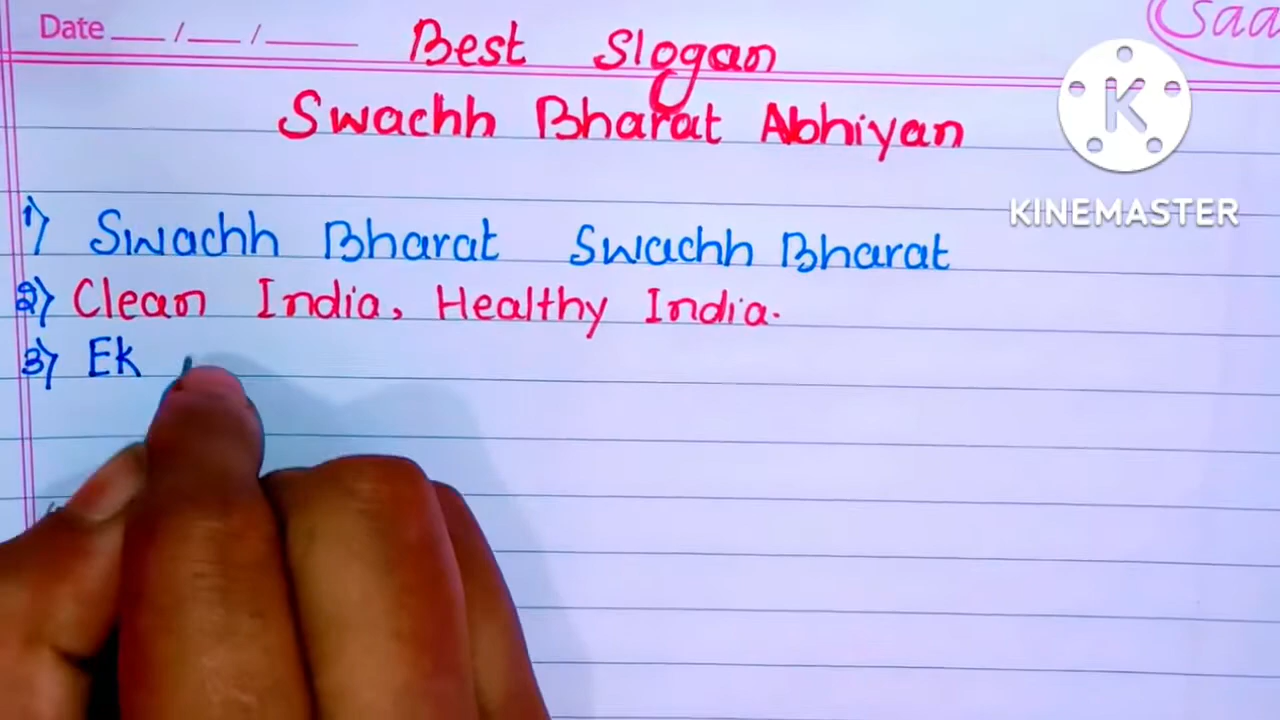 Date ___/___/_____
Best Slogan
Swachh Bharat Abhiyan
KINEMASTER
1) Swachh Bharat Swachh Bharat
2) Clean India, Healthy India.
3) Ek